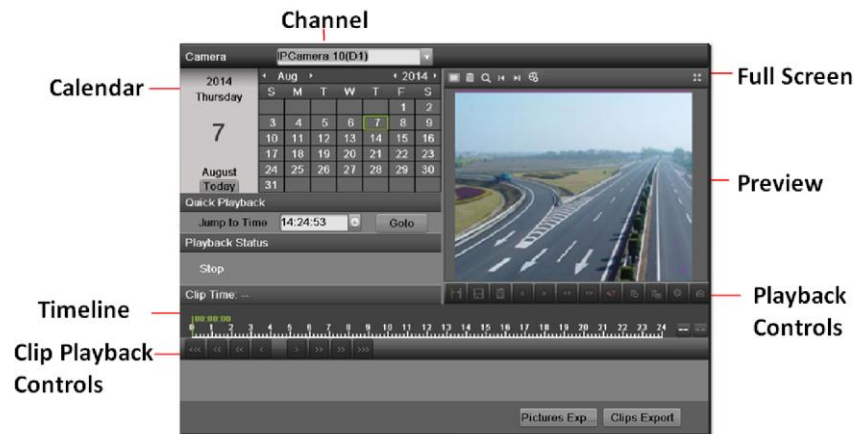 Channel
Camera IPCamera 10(D1)
Calendar
2014
Thursday
7
August
Today
Aug 2014
S M T W T F S
1 2
3 4 5 6 7 8 9
10 11 12 13 14 15 16
17 18 19 20 21 22 23
24 25 26 27 28 29 30
31
Full Screen
Preview
Quick Playback
Jump to Time 14:24:53 Goto
Playback Status
Stop
Clip Time: --
Playback
Controls
Timeline
00:00:00
0 1 2 3 4 5 6 7 8 9 10 11 12 13 14 15 16 17 18 19 20 21 22 23 24 -- --
Clip Playback
Controls
<<< << << < > >> >> >>>
Pictures Exp... Clips Export